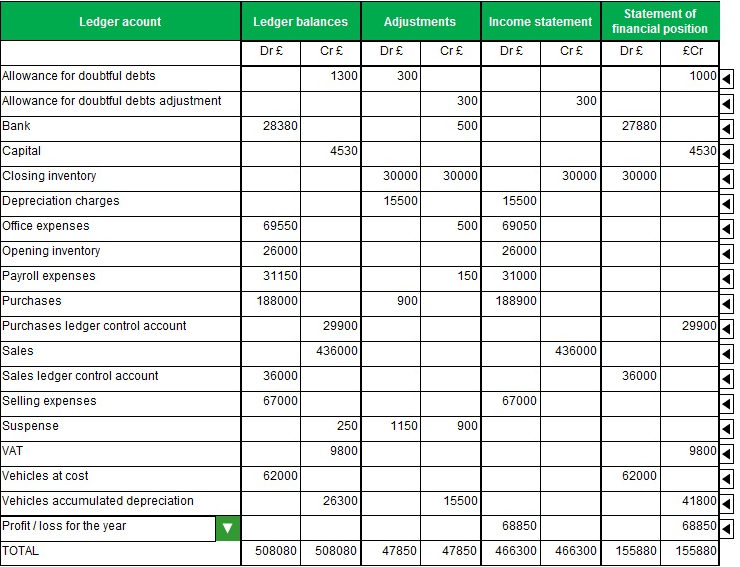 Ledger acount Ledger balances Adjustments Income statement Statement of financial position
Dr £ Cr £ Dr £ Cr £ Dr £ Cr £ Dr £ £Cr
Allowance for doubtful debts 1300 300 1000
Allowance for doubtful debts adjustment 300 300
Bank 28380 500 27880
Capital 4530 4530
Closing inventory 30000 30000 30000 30000
Depreciation charges 15500 15500
Office expenses 69550 500 69050
Opening inventory 26000 26000
Payroll expenses 31150 150 31000
Purchases 188000 900 188900
Purchases ledger control account 29900 29900
Sales 436000 436000
Sales ledger control account 36000 36000
Selling expenses 67000 67000
Suspense 250 1150 900
VAT 9800 9800
Vehicles at cost 62000 62000
Vehicles accumulated depreciation 26300 15500 41800
Profit / loss for the year 68850 68850
TOTAL 508080 508080 47850 47850 466300 466300 155880 155880